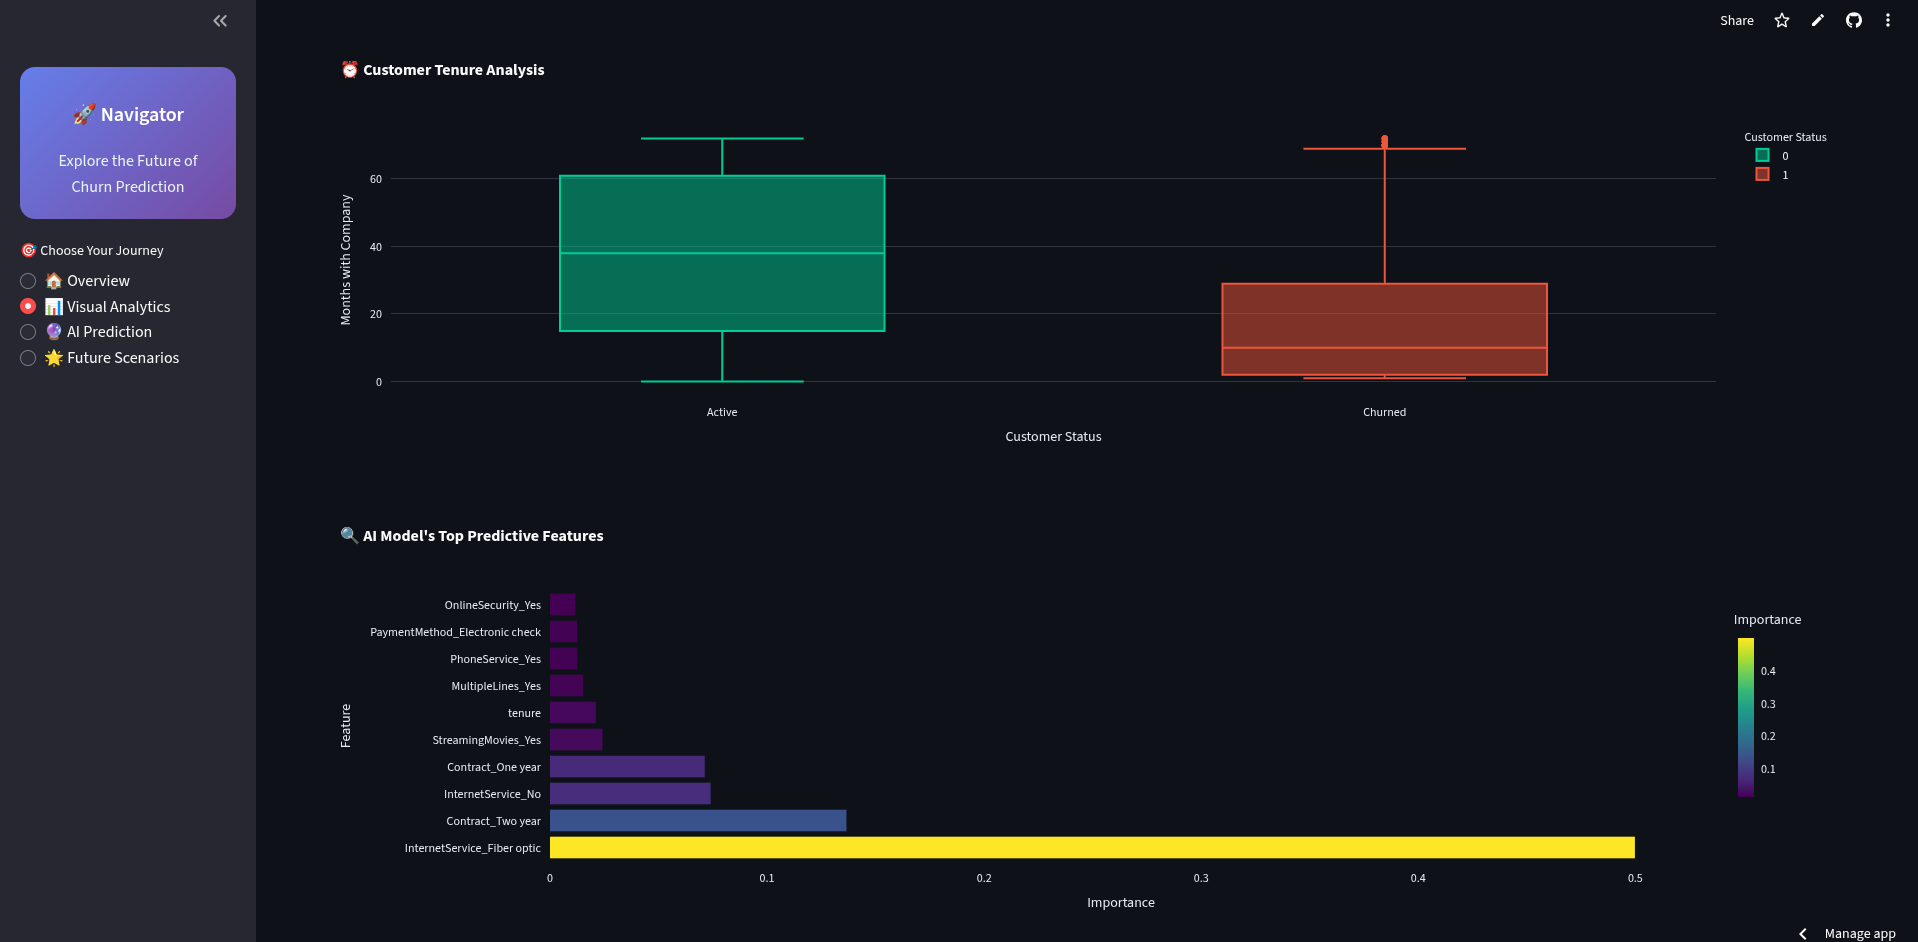 Share
🚀 Navigator
Explore the Future of
Churn Prediction
🎯 Choose Your Journey
🏠 Overview
📊 Visual Analytics
🔮 AI Prediction
🌟 Future Scenarios
⏰ Customer Tenure Analysis
Months with Company
60
40
20
0
Active
Churned
Customer Status
Customer Status
0
1
🔍 AI Model's Top Predictive Features
Feature
OnlineSecurity_Yes
PaymentMethod_Electronic check
PhoneService_Yes
MultipleLines_Yes
tenure
StreamingMovies_Yes
Contract_One year
InternetService_No
Contract_Two year
InternetService_Fiber optic
0
0.1
0.2
0.3
0.4
0.5
Importance
Importance
0.4
0.3
0.2
0.1
Manage app